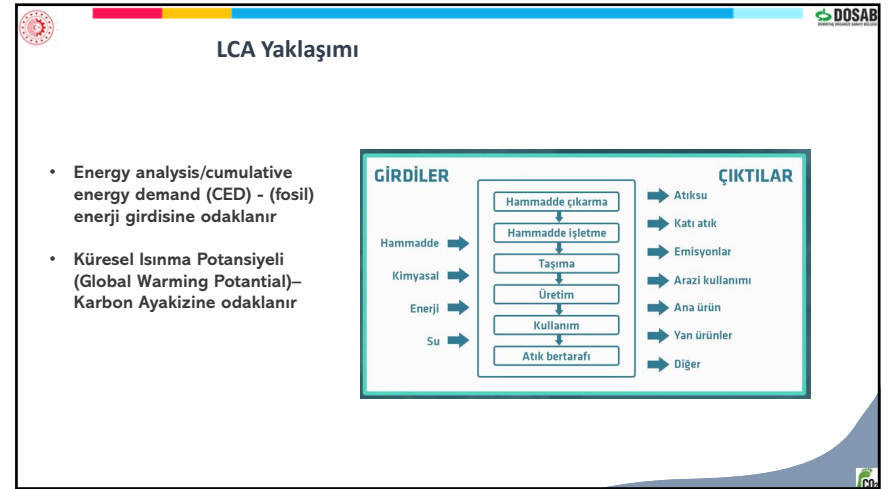 DOSAB
LCA Yaklaşımı
• Energy analysis/cumulative
energy demand (CED) - (fosil)
enerji girdisine odaklanır
• Küresel Isınma Potansiyeli
(Global Warming Potantial)–
Karbon Ayakizine odaklanır
GİRDİLER
Hammadde
Kimyasal
Enerji
Su
Hammadde çıkarma
Hammadde işletme
Taşıma
Üretim
Kullanım
Atık bertarafı
ÇIKTILAR
Atıksu
Katı atık
Emisyonlar
Arazi kullanımı
Ana ürün
Yan ürünler
Diğer
CO₂